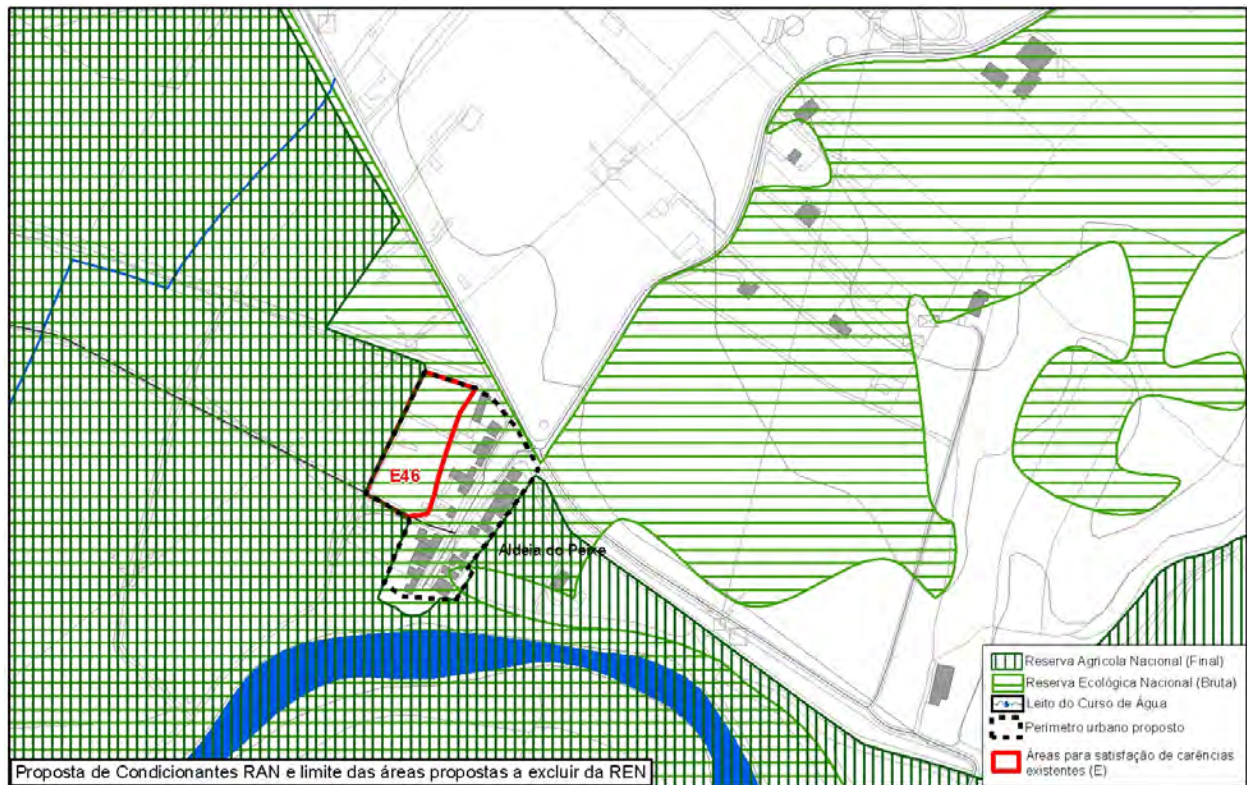 E46
Aldeia do Peixe
Reserva Agrícola Nacional (Final)
Reserva Ecológica Nacional (Bruta)
Leito do Curso de Água
Perímetro urbano proposto
Áreas para satisfação de carências
existentes (E)
Proposta de Condicionantes RAN e limite das áreas propostas a excluir da REN